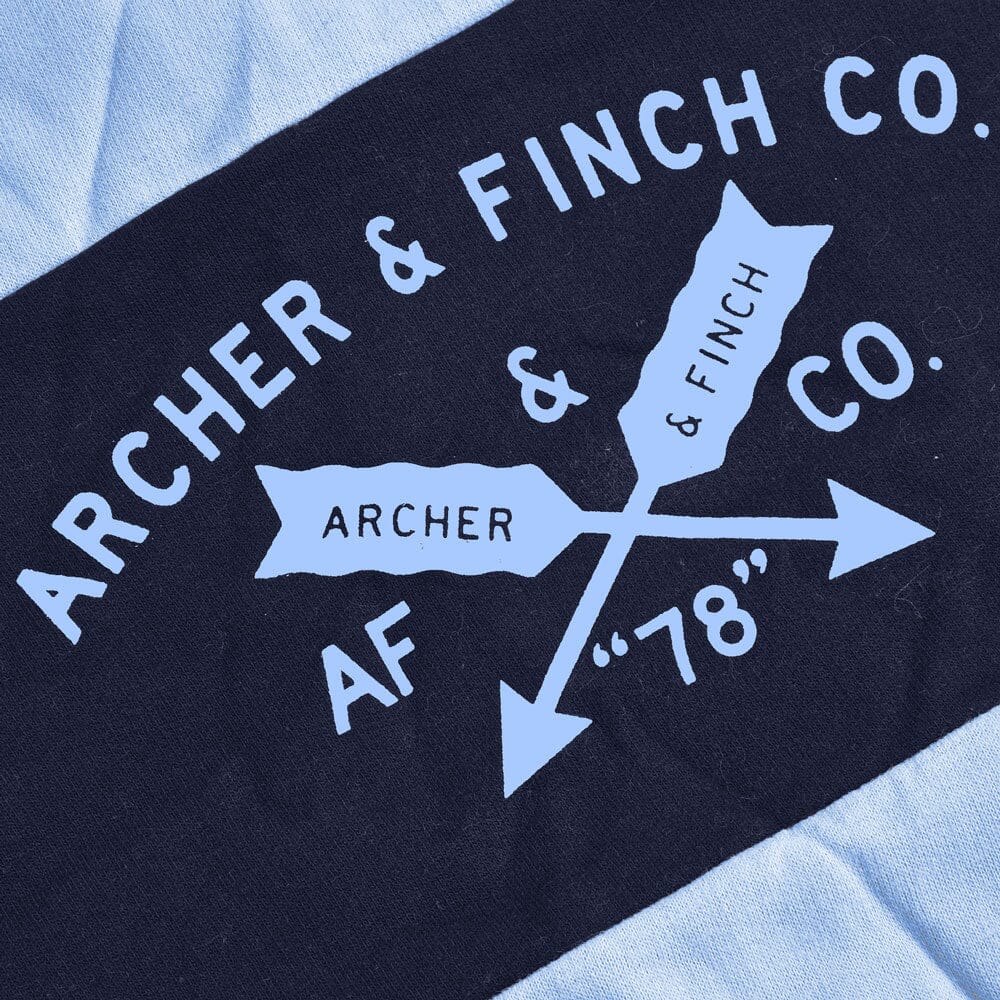 ARCHER & FINCH CO.
& CO.
ARCHER
& FINCH
AF "78"